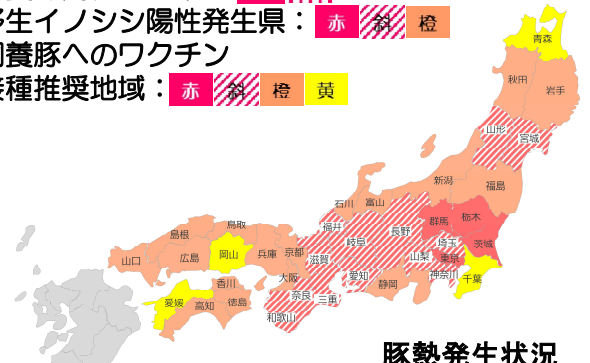 生イノシシ陽性発生県：赤 斜 橙
養豚へのワクチン
種推奨地域：赤 斜 橙 黄
青森
秋田
岩手
山形
宮城
新潟
福島
石川
富山
群馬
栃木
福井
長野
茨城
岐阜
埼玉
鳥取
島根
京都
滋賀
山梨
東京
岡山
兵庫
山口
広島
神奈川
千葉
大阪
愛知
静岡
香川
愛媛
奈良
三重
高知
徳島
和歌山
豚熱発生状況